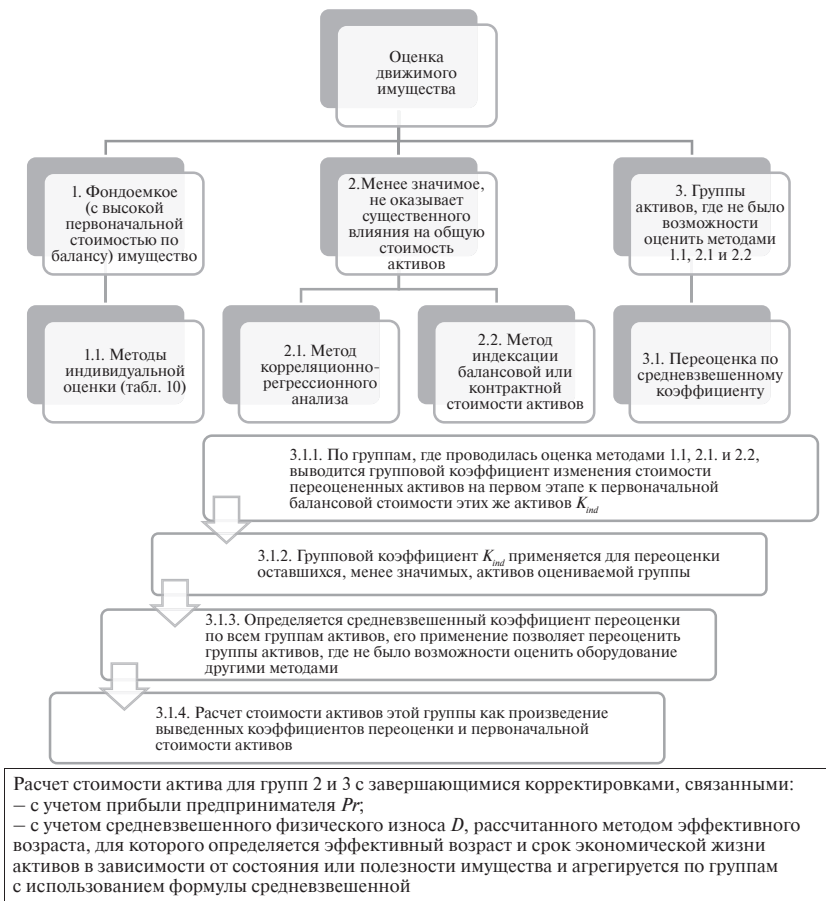 Оценка
движимого
имущества
1. Фондоемкое
(с высокой
первоначальной
стоимостью по
балансу) имущество
2.Менее значимое,
не оказывает
существенного
влияния на общую
стоимость
активов
3. Группы
активов, где не было
возможности
оценить методами
1.1, 2.1 и 2.2
1.1. Методы
индивидуальной
оценки (табл. 10)
2.1. Метод
корреляционно-
регрессионного
анализа
2.2. Метод
индексации
балансовой или
контрактной
стоимости активов
3.1. Переоценка по
средневзвешенному
коэффициенту
3.1.1. По группам, где проводилась оценка методами 1.1, 2.1. и 2.2,
выводится групповой коэффициент изменения стоимости
переоцененных активов на первом этапе к первоначальной
балансовой стоимости этих же активов K_ind
3.1.2. Групповой коэффициент K_ind применяется для переоценки
оставшихся, менее значимых, активов оцениваемой группы
3.1.3. Определяется средневзвешенный коэффициент переоценки
по всем группам активов, его применение позволяет переоценить
группы активов, где не было возможности оценить оборудование
другими методами
3.1.4. Расчет стоимости активов этой группы как произведение
выведенных коэффициентов переоценки и первоначальной
стоимости активов
Расчет стоимости актива для групп 2 и 3 с завершающимися корректировками, связанными:
– с учетом прибыли предпринимателя Pr;
– с учетом средневзвешенного физического износа D, рассчитанного методом эффективного
возраста, для которого определяется эффективный возраст и срок экономической жизни
активов в зависимости от состояния или полезности имущества и агрегируется по группам
с использованием формулы средневзвешенной